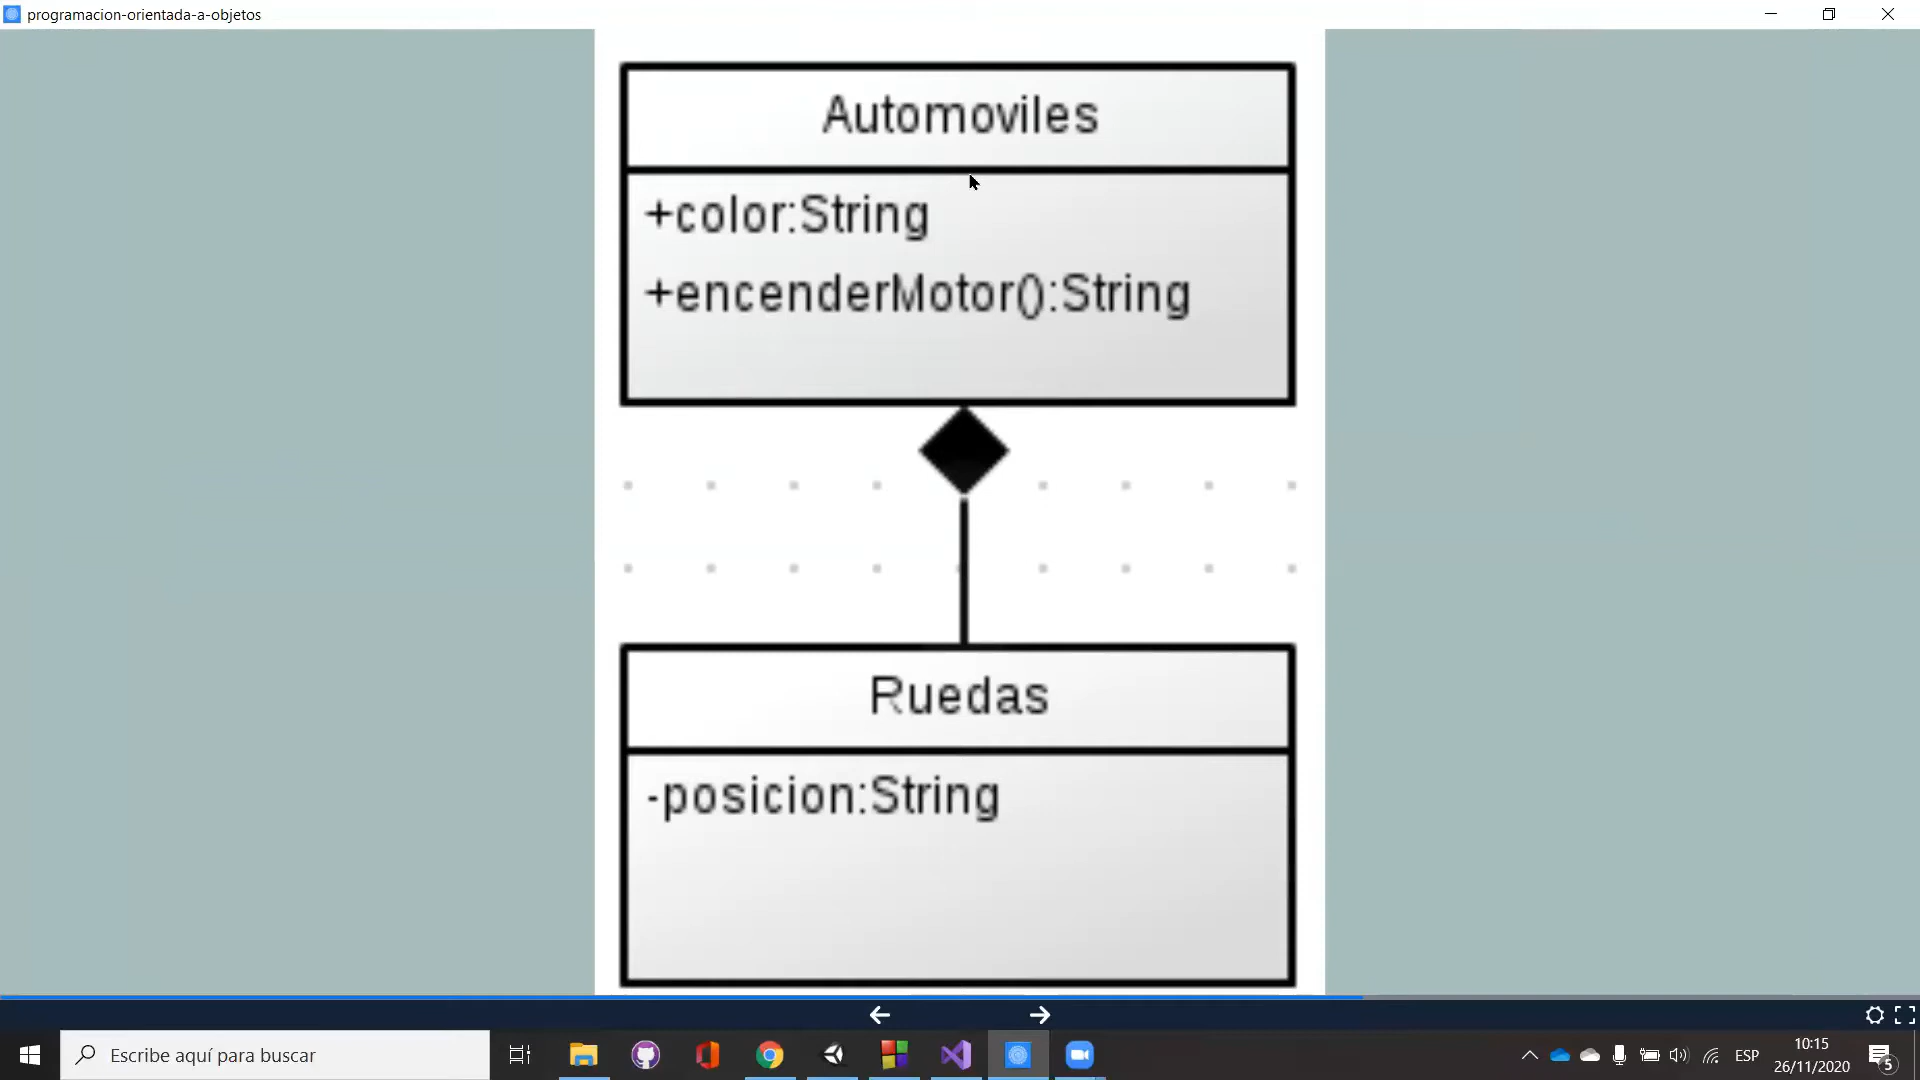 programacion-orientada-a-objetos
Automoviles
+color:String
+encenderMotor():String
Ruedas
-posicion:String
Escribe aquí para buscar
ESP
10:15
26/11/2020
5